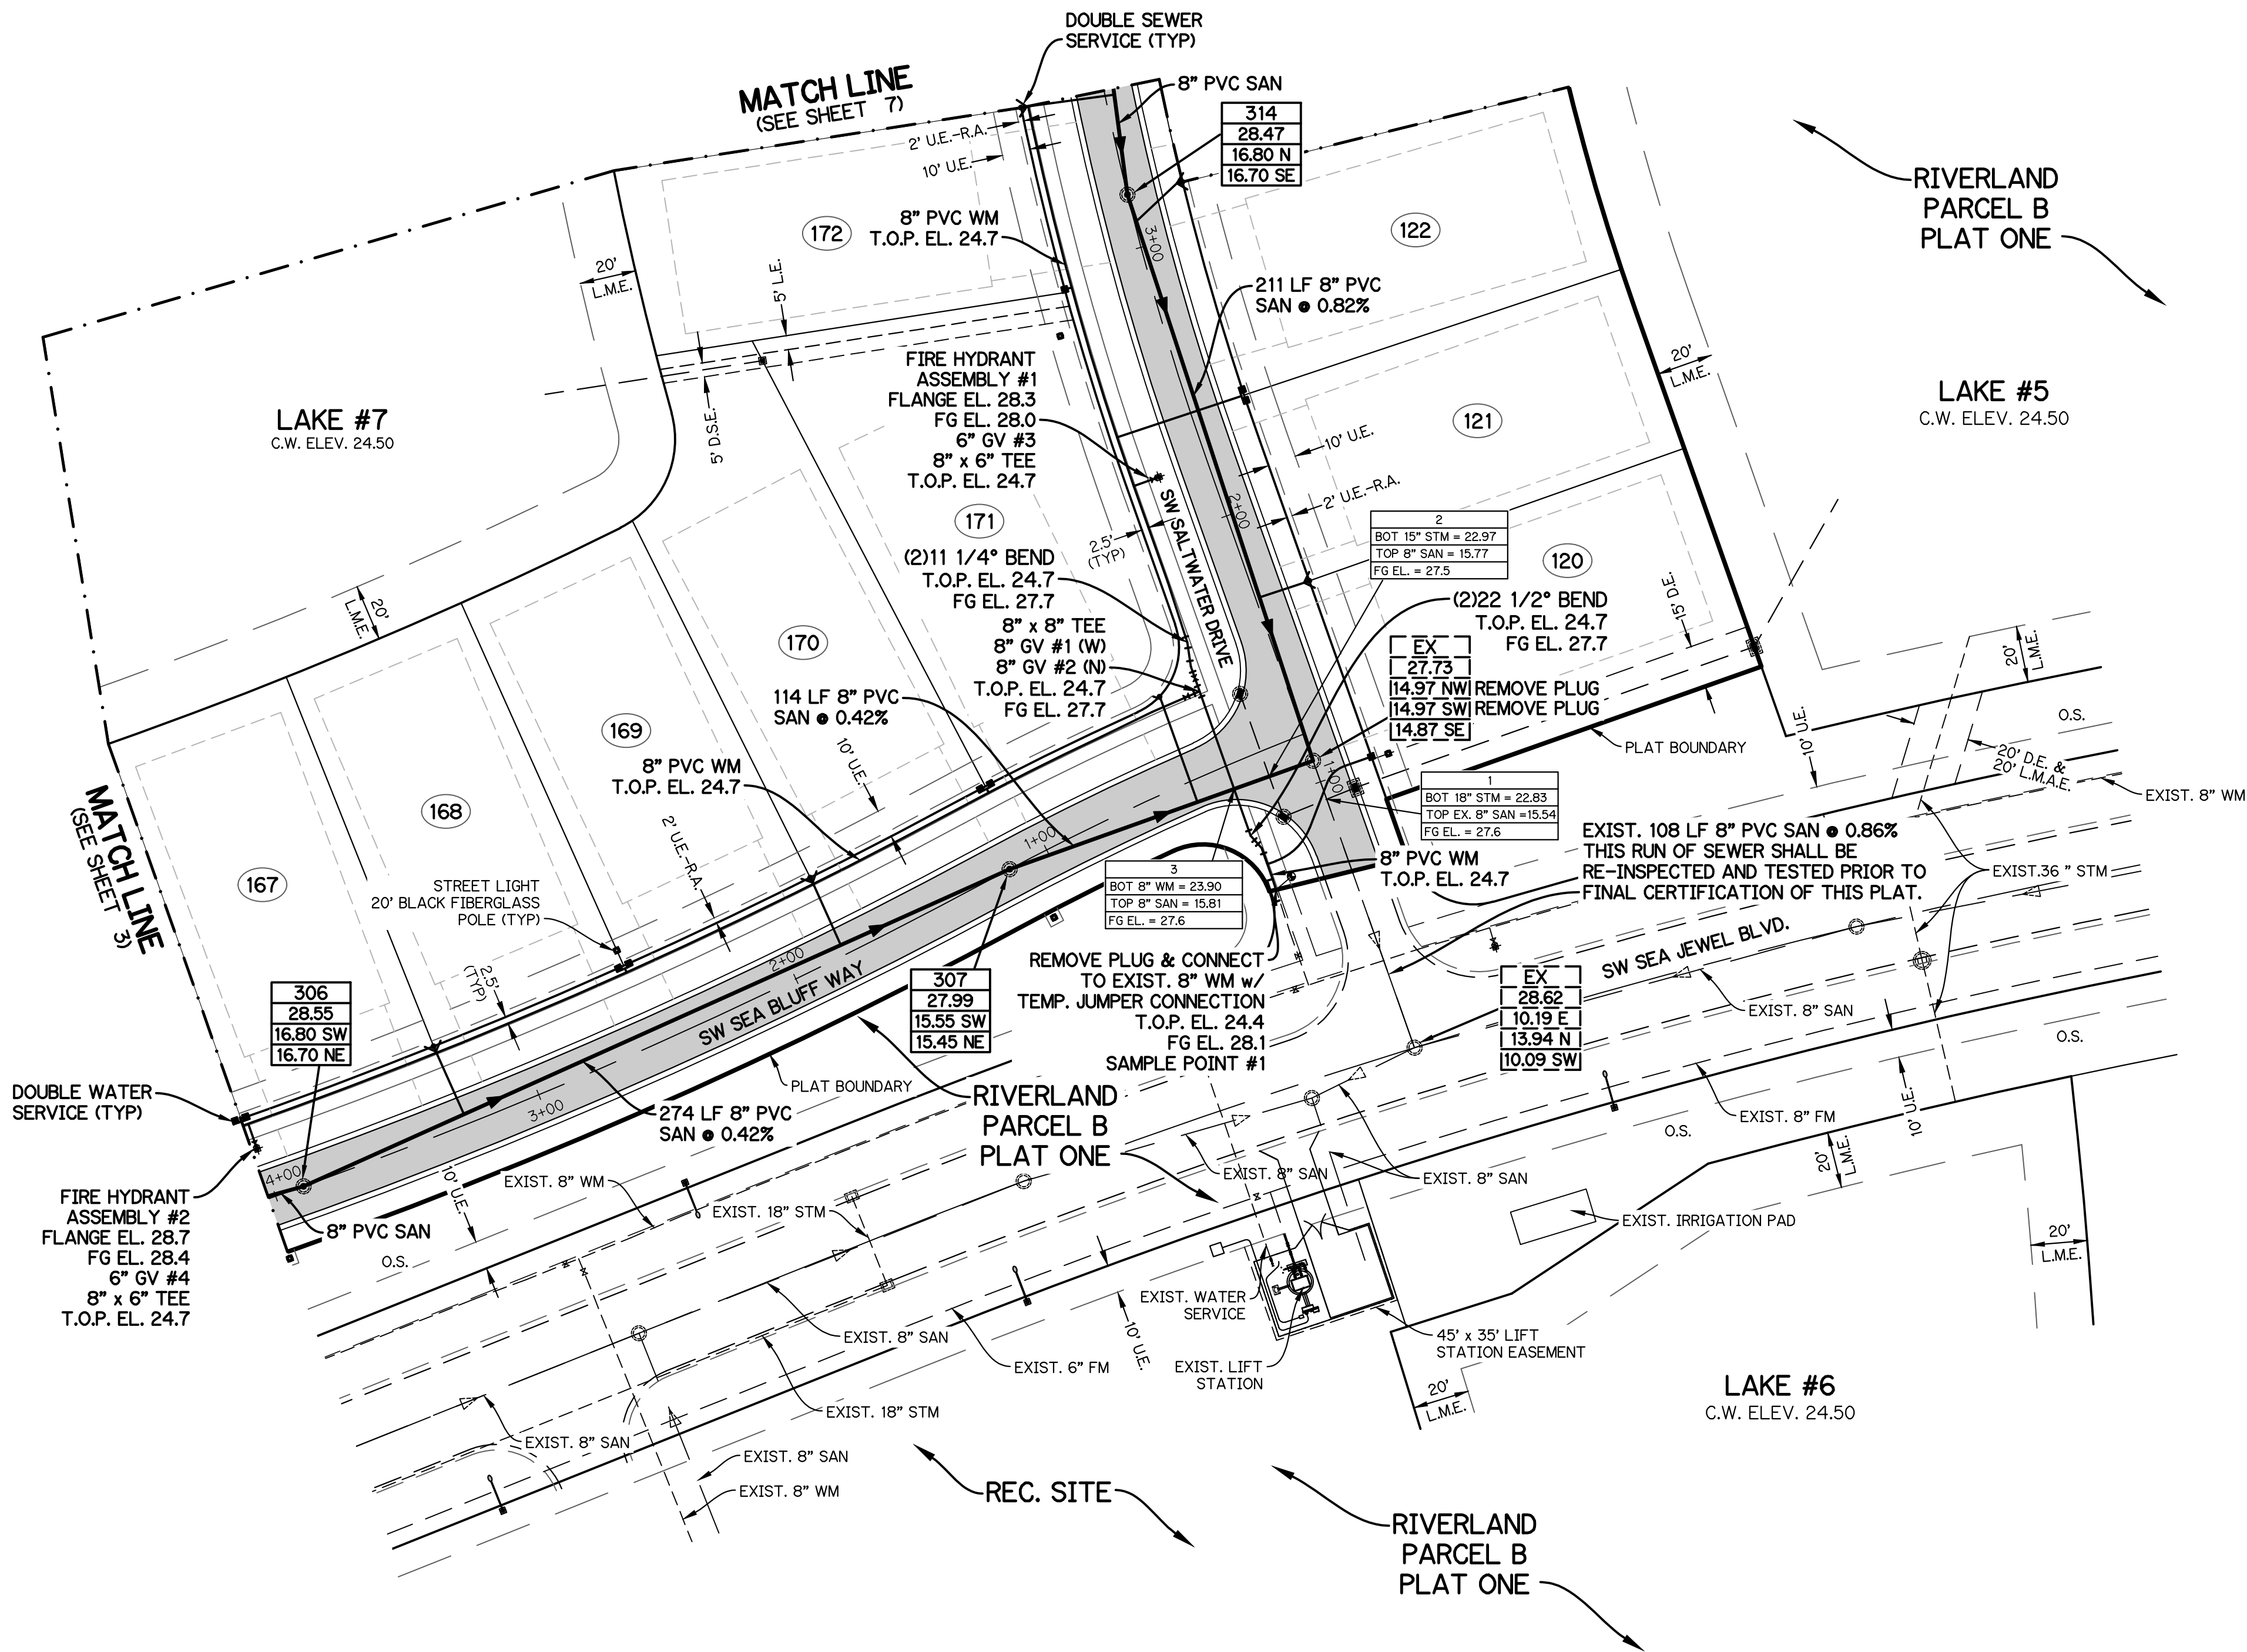 DOUBLE SEWER
SERVICE (TYP)
MATCH LINE
(SEE SHEET 7)
8" PVC SAN
314
28.47
16.80 N
16.70 SE
2' U.E.-R.A.
10' U.E.
RIVERLAND
PARCEL B
PLAT ONE
172
8" PVC WM
T.O.P. EL. 24.7
3+00
122
20'
L.M.E.
5' L.E.
211 LF 8" PVC
SAN @ 0.82%
FIRE HYDRANT
ASSEMBLY #1
FLANGE EL. 28.3
FG EL. 28.0
6" GV #3
8" x 6" TEE
T.O.P. EL. 24.7
20'
L.M.E.
LAKE #5
C.W. ELEV. 24.50
LAKE #7
C.W. ELEV. 24.50
5' D.S.E.
121
10' U.E.
2' U.E.-R.A.
2+00
171
SW SALTWATER DRIVE
2.5'
(TYP)
2
BOT 15" STM = 22.97
TOP 8" SAN = 15.77
FG EL. = 27.5
120
15' D.E.
(2)11 1/4° BEND
T.O.P. EL. 24.7
FG EL. 27.7
(2)22 1/2° BEND
T.O.P. EL. 24.7
FG EL. 27.7
20'
L.M.E.
8" x 8" TEE
8" GV #1 (W)
8" GV #2 (N)
T.O.P. EL. 24.7
FG EL. 27.7
170
EX
27.73
14.97 NW
14.97 SW
14.87 SE
REMOVE PLUG
REMOVE PLUG
20'
L.M.E.
114 LF 8" PVC
SAN @ 0.42%
169
10' U.E.
O.S.
10' U.E.
PLAT BOUNDARY
20' D.E. &
20' L.M.A.E.
8" PVC WM
T.O.P. EL. 24.7
1+00
1
BOT 18" STM = 22.83
TOP EX. 8" SAN =15.54
FG EL. = 27.6
EXIST. 8" WM
168
MATCH LINE
(SEE SHEET 3)
2' U.E.-R.A.
1+00
EXIST. 108 LF 8" PVC SAN @ 0.86%
THIS RUN OF SEWER SHALL BE
RE-INSPECTED AND TESTED PRIOR TO
FINAL CERTIFICATION OF THIS PLAT.
8" PVC WM
T.O.P. EL. 24.7
3
BOT 8" WM = 23.90
TOP 8" SAN = 15.81
FG EL. = 27.6
EXIST.36 " STM
167
STREET LIGHT
20' BLACK FIBERGLASS
POLE (TYP)
SW SEA JEWEL BLVD.
2.5'
(TYP)
2+00
SW SEA BLUFF WAY
REMOVE PLUG & CONNECT
TO EXIST. 8" WM w/
TEMP. JUMPER CONNECTION
T.O.P. EL. 24.4
FG EL. 28.1
SAMPLE POINT #1
306
28.55
16.80 SW
16.70 NE
307
27.99
15.55 SW
15.45 NE
EX
28.62
10.19 E
13.94 N
10.09 SW
EXIST. 8" SAN
O.S.
DOUBLE WATER
SERVICE (TYP)
PLAT BOUNDARY
RIVERLAND
PARCEL B
PLAT ONE
3+00
274 LF 8" PVC
SAN @ 0.42%
EXIST. 8" FM
O.S.
10' U.E.
20'
L.M.E.
4+00
10' U.E.
EXIST. 8" WM
EXIST. 8" SAN
EXIST. 8" SAN
FIRE HYDRANT
ASSEMBLY #2
FLANGE EL. 28.7
FG EL. 28.4
6" GV #4
8" x 6" TEE
T.O.P. EL. 24.7
8" PVC SAN
EXIST. 18" STM
EXIST. IRRIGATION PAD
20'
L.M.E.
O.S.
EXIST. WATER
SERVICE
EXIST. 8" SAN
10' U.E.
45' x 35' LIFT
STATION EASEMENT
EXIST. 6" FM
EXIST. LIFT
STATION
20'
L.M.E.
LAKE #6
C.W. ELEV. 24.50
EXIST. 18" STM
EXIST. 8" SAN
EXIST. 8" SAN
EXIST. 8" WM
REC. SITE
RIVERLAND
PARCEL B
PLAT ONE